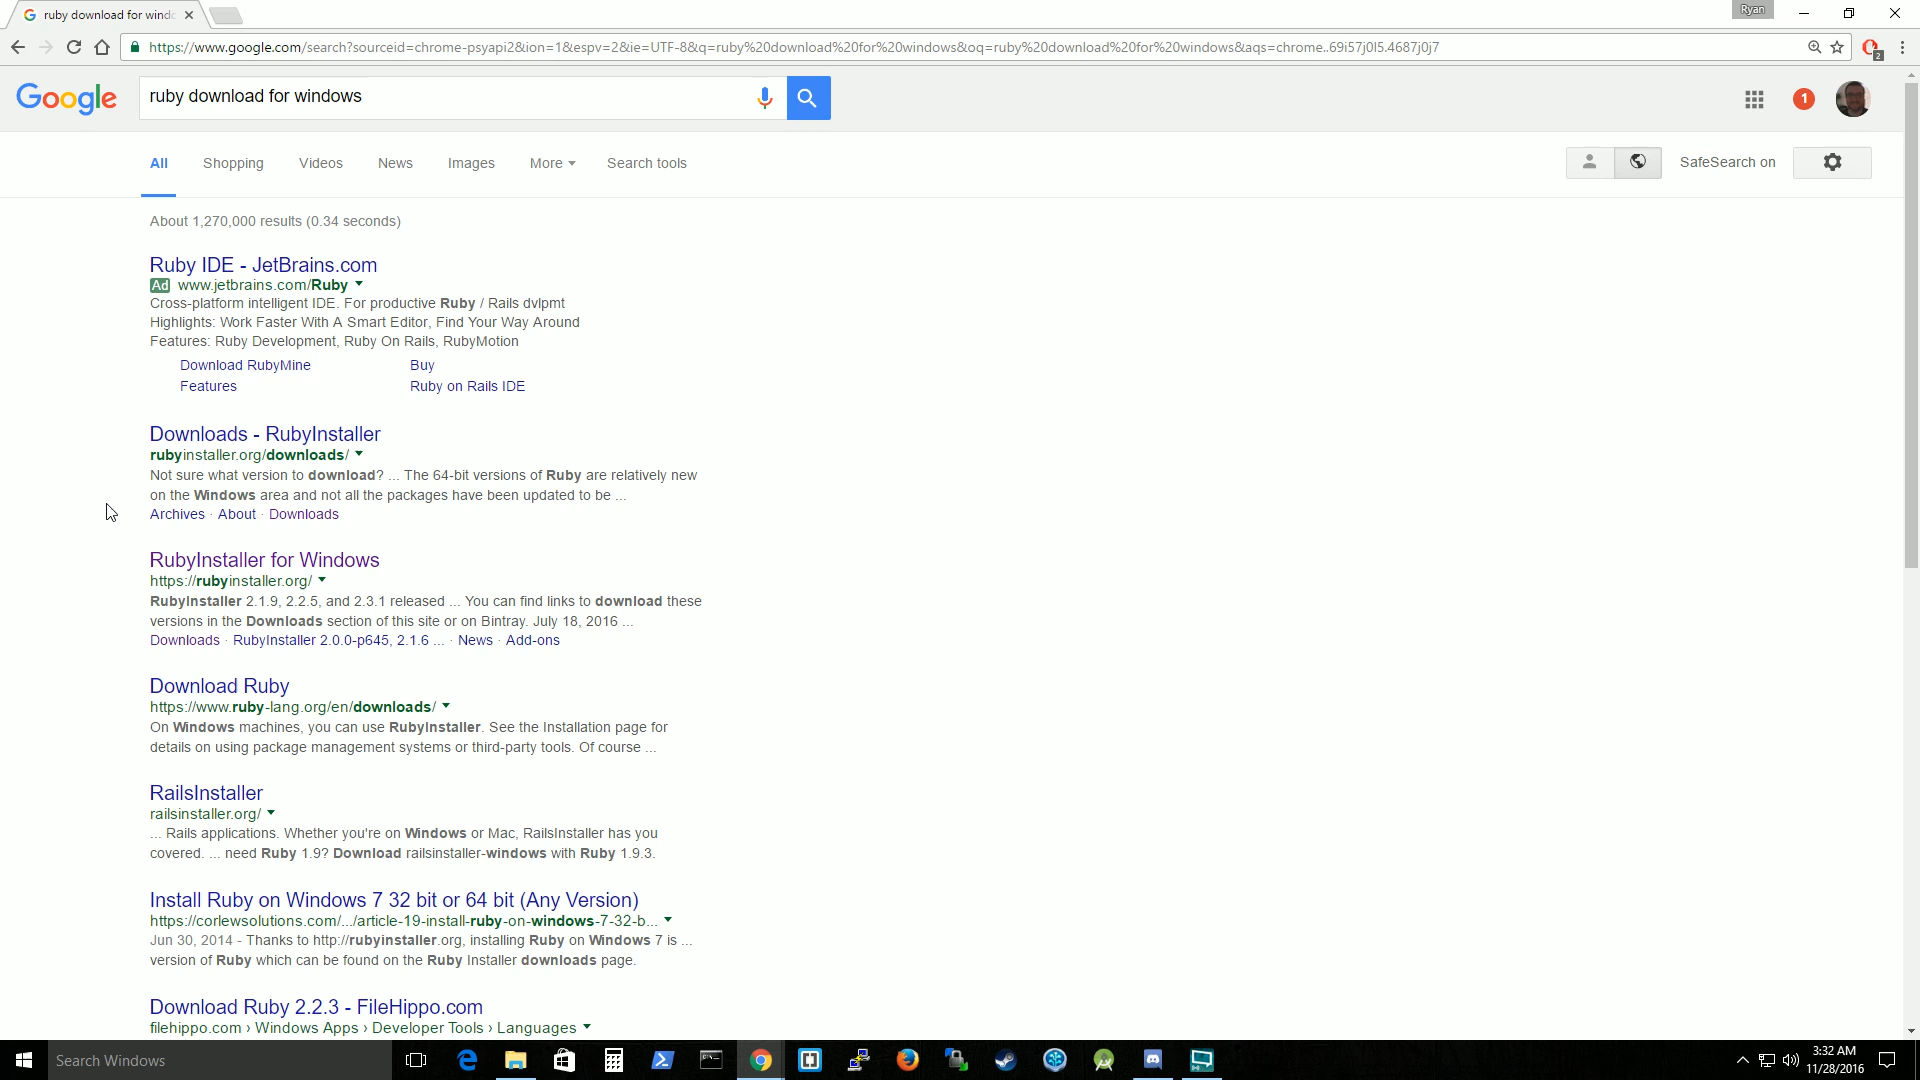 ruby download for wind
Ryan
https://www.google.com/search?sourceid=chrome-psyapi2&ion=1&espv=2&ie=UTF-8&q=ruby%20download%20for%20windows&oq=ruby%20download%20for%20windows&aqs=chrome..69i57j0l5.4687j0j7
2
Google
ruby download for windows
1
All Shopping Videos News Images More Search tools
SafeSearch on
About 1,270,000 results (0.34 seconds)
Ruby IDE - JetBrains.com
Ad www.jetbrains.com/Ruby
Cross-platform intelligent IDE. For productive Ruby / Rails dvlpmt
Highlights: Work Faster With A Smart Editor, Find Your Way Around
Features: Ruby Development, Ruby On Rails, RubyMotion
Download RubyMine Buy
Features Ruby on Rails IDE
Downloads - RubyInstaller
rubyinstaller.org/downloads/
Not sure what version to download? ... The 64-bit versions of Ruby are relatively new
on the Windows area and not all the packages have been updated to be ...
Archives · About · Downloads
RubyInstaller for Windows
https://rubyinstaller.org/
RubyInstaller 2.1.9, 2.2.5, and 2.3.1 released ... You can find links to download these
versions in the Downloads section of this site or on Bintray. July 18, 2016 ...
Downloads · RubyInstaller 2.0.0-p645, 2.1.6 ... · News · Add-ons
Download Ruby
https://www.ruby-lang.org/en/downloads/
On Windows machines, you can use RubyInstaller. See the Installation page for
details on using package management systems or third-party tools. Of course ...
RailsInstaller
railsinstaller.org/
... Rails applications. Whether you're on Windows or Mac, RailsInstaller has you
covered. ... need Ruby 1.9? Download railsinstaller-windows with Ruby 1.9.3.
Install Ruby on Windows 7 32 bit or 64 bit (Any Version)
https://corlewsolutions.com/.../article-19-install-ruby-on-windows-7-32-b...
Jun 30, 2014 - Thanks to http://rubyinstaller.org, installing Ruby on Windows 7 is ...
version of Ruby which can be found on the Ruby Installer downloads page.
Download Ruby 2.2.3 - FileHippo.com
filehippo.com › Windows Apps › Developer Tools › Languages
Search Windows
3:32 AM
11/28/2016